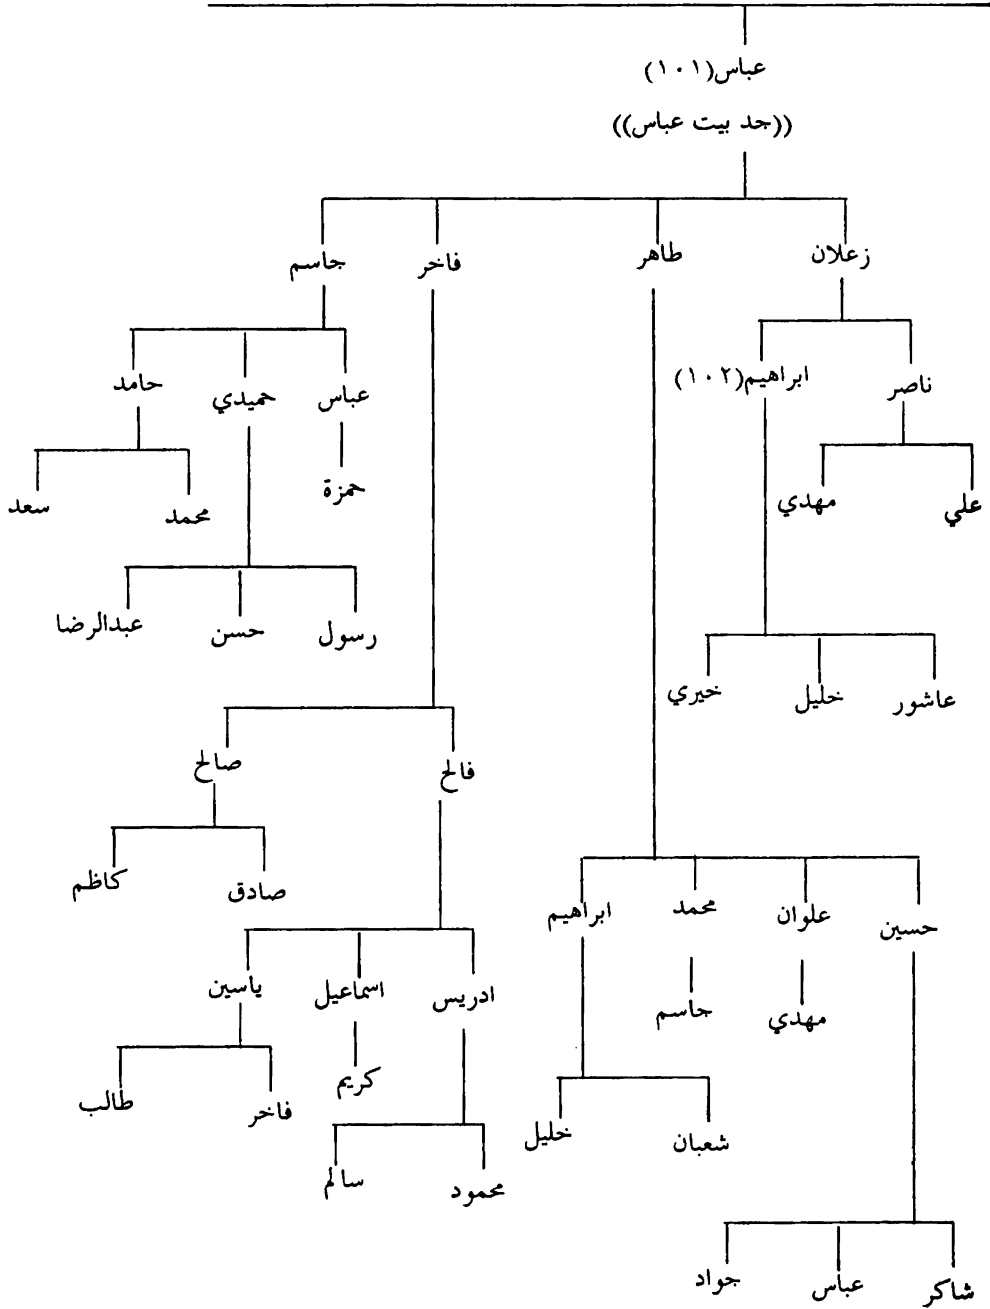 عباس(١٠١)
((جد بيت عباس))
زعلان
طاهر
فاخر
جاسم
ناصر
ابراهيم(١٠٢)
عباس
حميدي
حامد
علي
مهدي
حمزة
محمد
سعد
رسول
حسن
عبدالرضا
عاشور
خليل
خيري
فالح
صالح
صادق
كاظم
حسين
علوان
محمد
ابراهيم
ادريس
اسماعيل
ياسين
مهدي
جاسم
كريم
فاخر
طالب
شعبان
خليل
محمود
سالم
شاكر
عباس
جواد